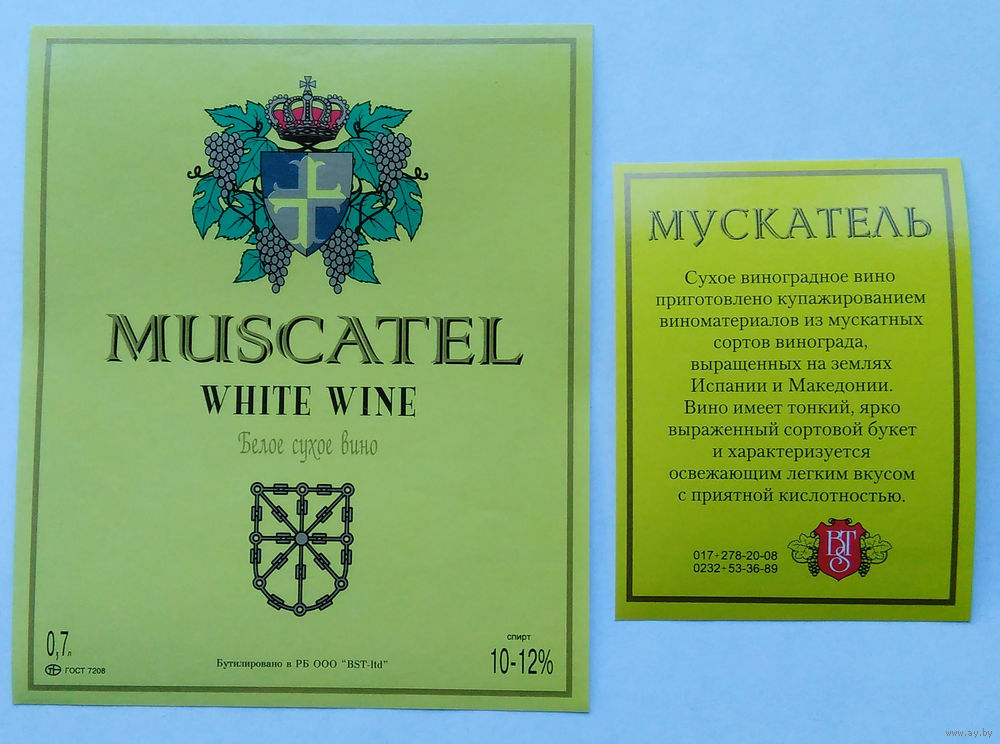 MUSCATEL
WHITE WINE
Белое сухое вино
0,7л
ГОСТ 7208
Бутилировано в РБ ООО "BST-ltd"
спирт
10-12%
МУСКАТЕЛЬ
Сухое виноградное вино
приготовлено купажированием
виноматериалов из мускатных
сортов винограда,
выращенных на землях
Испании и Македонии.
Вино имеет тонкий, ярко
выраженный сортовой букет
и характеризуется
освежающим легким вкусом
с приятной кислотностью.
017÷278-20-08
0232÷53-36-89
BST
www.ay.by